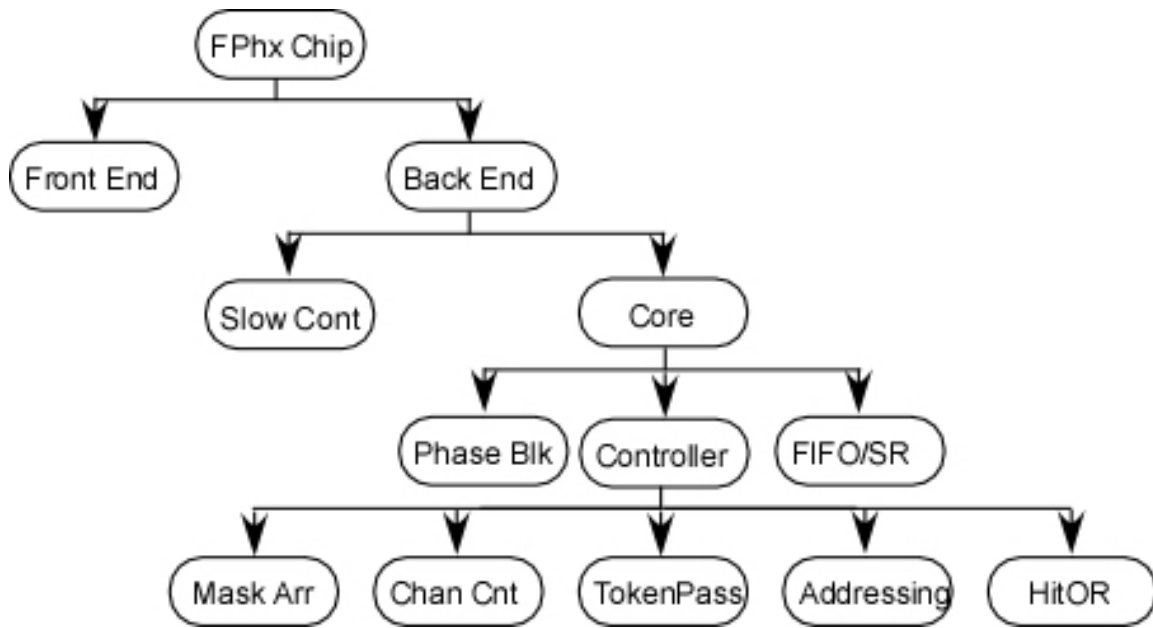 FPhx Chip
Front End
Back End
Slow Cont
Core
Phase Blk
Controller
FIFO/SR
Mask Arr
Chan Cnt
TokenPass
Addressing
HitOR